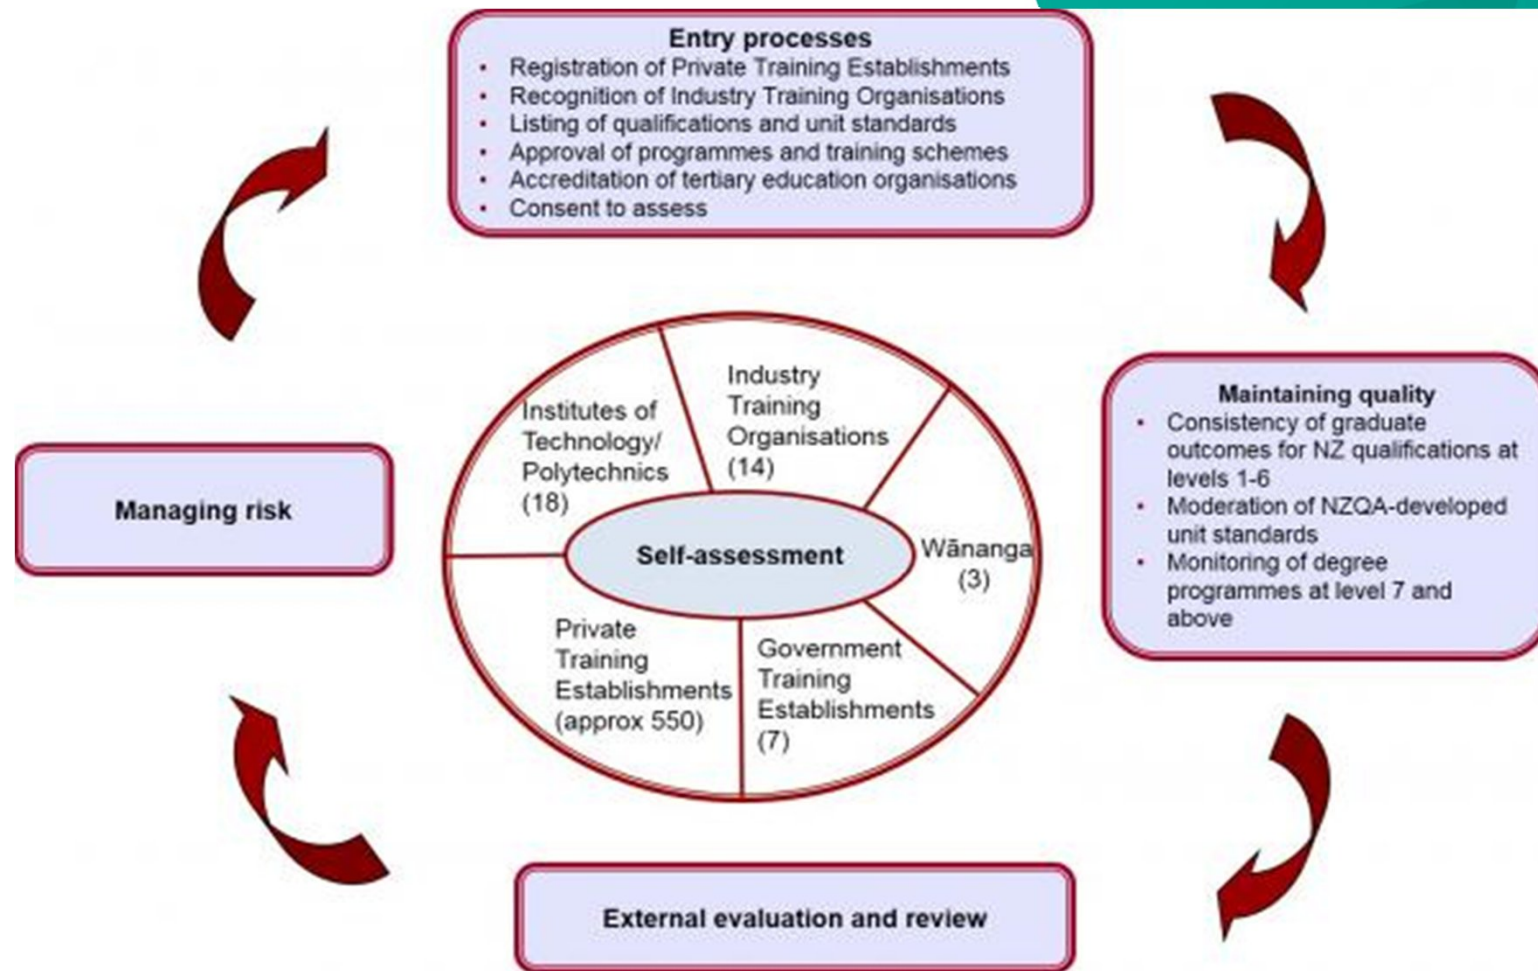 Entry processes
• Registration of Private Training Establishments
• Recognition of Industry Training Organisations
• Listing of qualifications and unit standards
• Approval of programmes and training schemes
• Accreditation of tertiary education organisations
• Consent to assess
Maintaining quality
• Consistency of graduate
outcomes for NZ qualifications at
levels 1-6
• Moderation of NZQA-developed
unit standards
• Monitoring of degree
programmes at level 7 and
above
External evaluation and review
Managing risk
Self-assessment
Institutes of
Technology/
Polytechnics
(18)
Industry
Training
Organisations
(14)
Wānanga
(3)
Government
Training
Establishments
(7)
Private
Training
Establishments
(approx 550)